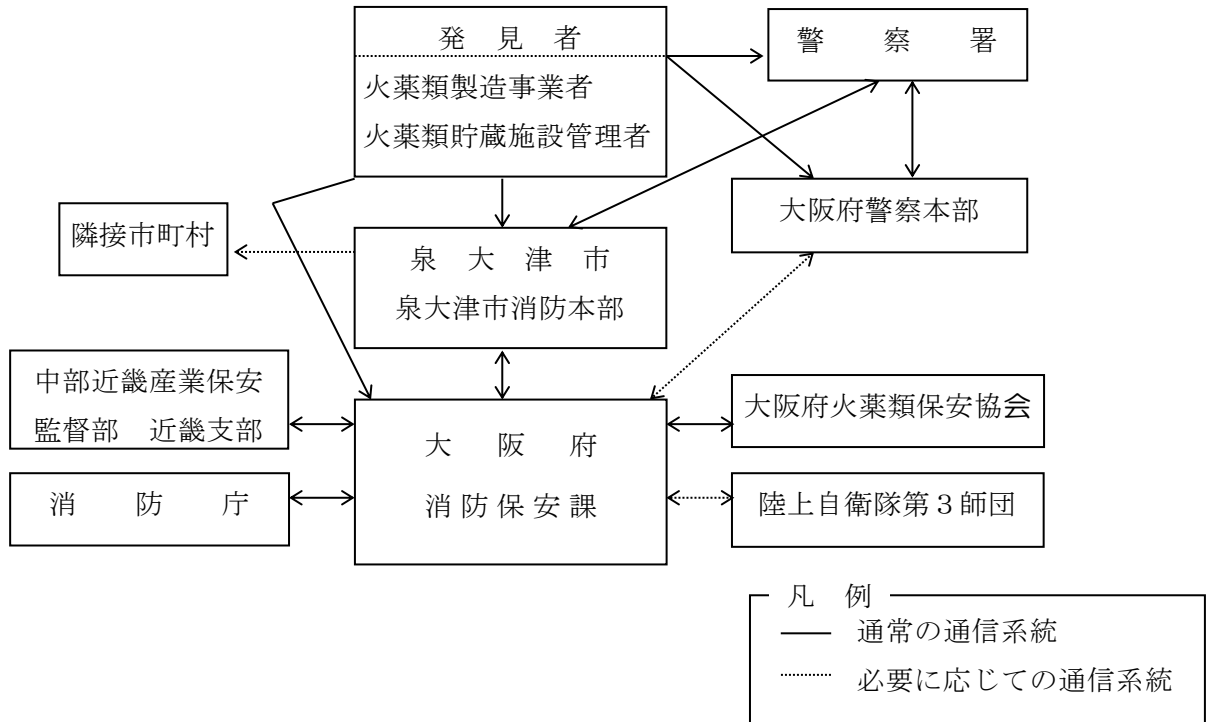 発見者
火薬類製造事業者
火薬類貯蔵施設管理者
警察署
大阪府警察本部
隣接市町村
泉大津市
泉大津市消防本部
中部近畿産業保安
監督部 近畿支部
消防庁
大阪府
消防保安課
大阪府火薬類保安協会
陸上自衛隊第３師団
凡例
通常の通信系統
必要に応じての通信系統